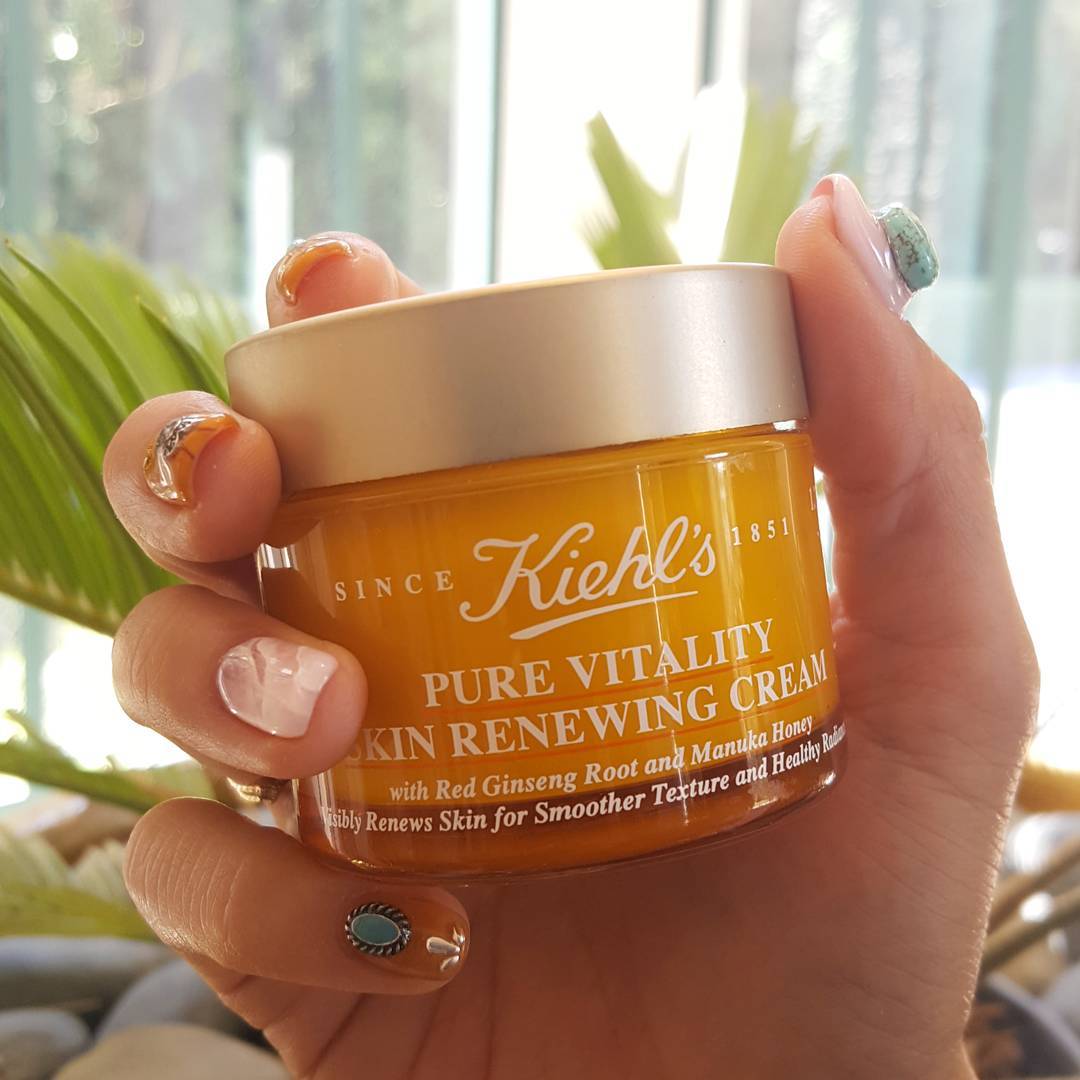 SINCE Kiehl's 1851
PURE VITALITY
SKIN RENEWING CREAM
with Red Ginseng Root and Manuka Honey
Visibly Renews Skin for Smoother Texture and Healthy